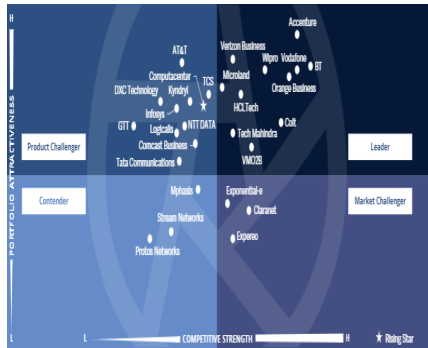 H
Accenture
AT&T
Verizon Business
Computacenter
Wipro
Vodafone
BT
TCS
Microland
DXC Technology
Kyndryl
Orange Business
Infosys
HCLTech
GTT
Logicalis
NTT DATA
Colt
Tech Mahindra
Product Challenger
Comcast Business
Leader
Tata Communications
VMO2B
PORTFOLIO ATTRACTIVENESS
Contender
Mphasis
Exponential-e
Market Challenger
Claranet
Stream Networks
Expereo
Protos Networks
L
L
COMPETITIVE STRENGTH
H
Rising Star